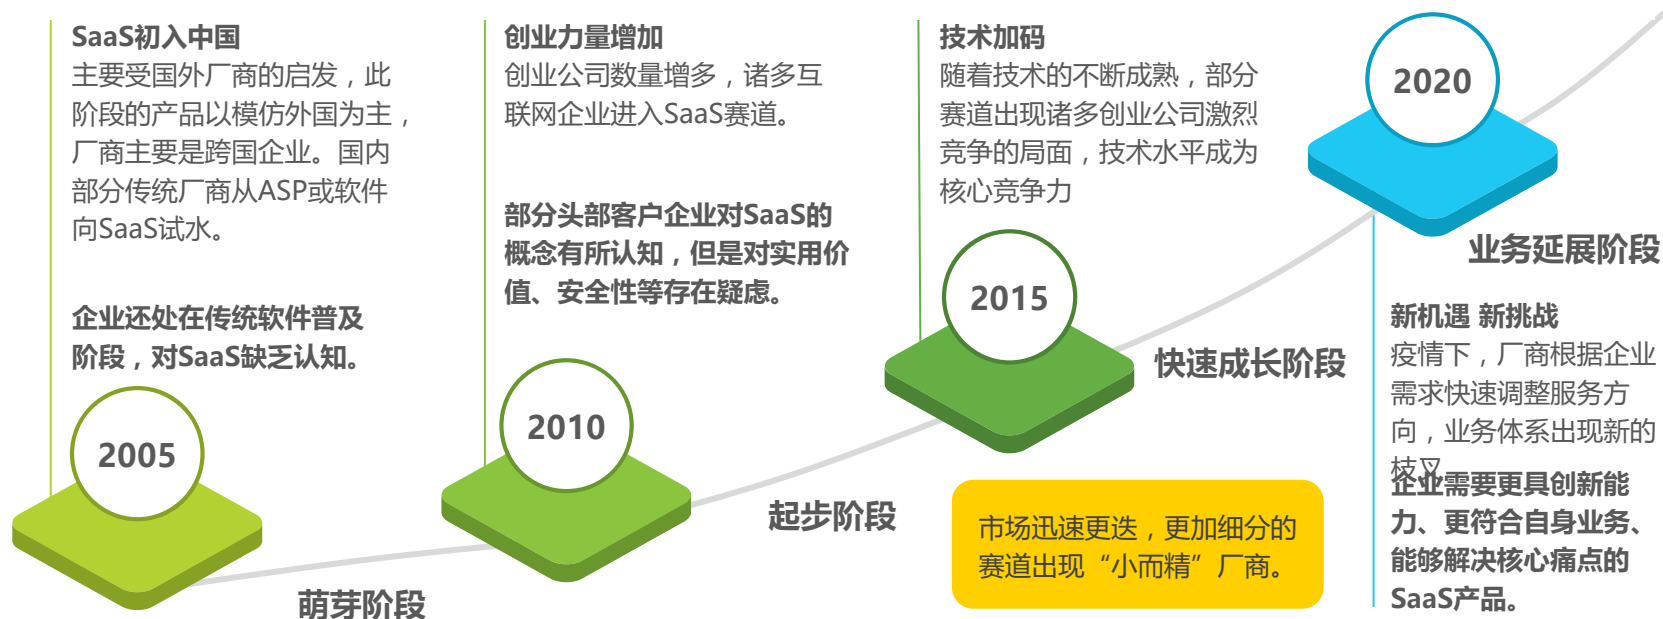 SaaS初入中国
主要受国外厂商的启发，此
阶段的产品以模仿外国为主，
厂商主要是跨国企业。国内
部分传统厂商从ASP或软件
向SaaS试水。
企业还处在传统软件普及
阶段，对SaaS缺乏认知。
2005
萌芽阶段
创业力量增加
创业公司数量增多，诸多互
联网企业进入SaaS赛道。
部分头部客户企业对SaaS的
概念有所认知，但是对实用价
值、安全性等存在疑虑。
2010
起步阶段
技术加码
随着技术的不断成熟，部分
赛道出现诸多创业公司激烈
竞争的局面，技术水平成为
核心竞争力
2015
快速成长阶段
市场迅速更迭，更加细分的
赛道出现“小而精”厂商。
2020
业务延展阶段
新机遇 新挑战
疫情下，厂商根据企业
需求快速调整服务方
向，业务体系出现新的
枝叉
企业需要更具创新能
力、更符合自身业务、
能够解决核心痛点的
SaaS产品。